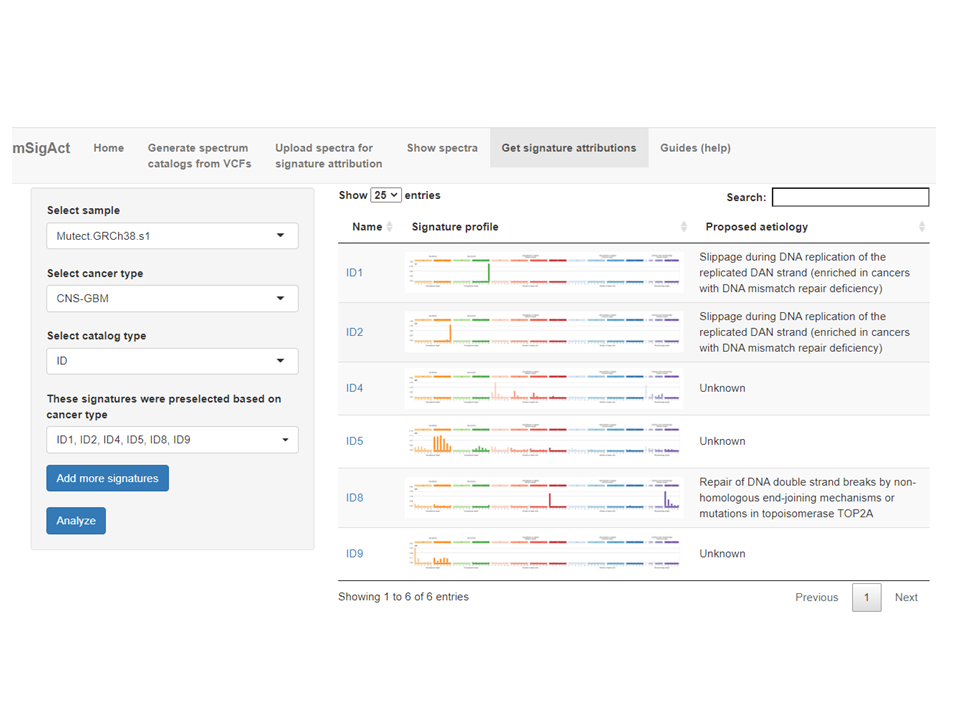 mSigAct
Home
Generate spectrum
catalogs from VCFs
Upload spectra for
signature attribution
Show spectra
Get signature attributions
Guides (help)
Select sample
Mutect.GRCh38.s1
Select cancer type
CNS-GBM
Select catalog type
ID
These signatures were preselected based on
cancer type
ID1, ID2, ID4, ID5, ID8, ID9
Add more signatures
Analyze
Show 25 entries
Search:
Name
Signature profile
Proposed aetiology
ID1
Slippage during DNA replication of the
replicated DAN strand (enriched in cancers
with DNA mismatch repair deficiency)
ID2
Slippage during DNA replication of the
replicated DAN strand (enriched in cancers
with DNA mismatch repair deficiency)
ID4
Unknown
ID5
Unknown
ID8
Repair of DNA double strand breaks by non-
homologous end-joining mechanisms or
mutations in topoisomerase TOP2A
ID9
Unknown
Showing 1 to 6 of 6 entries
Previous
1
Next